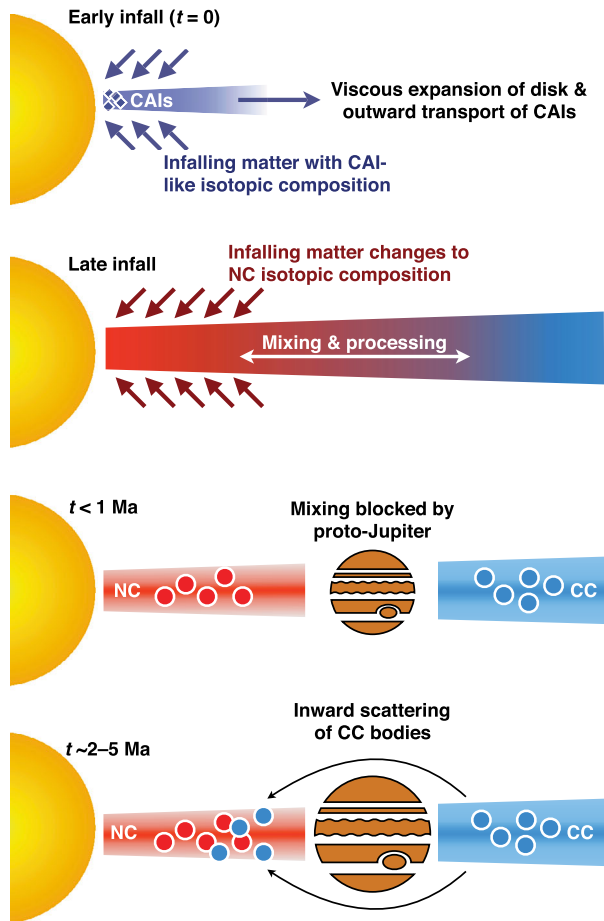 Early infall (t = 0)
CAIs
Viscous expansion of disk &
outward transport of CAIs
Infalling matter with CAI-
like isotopic composition
Late infall
Infalling matter changes to
NC isotopic composition
Mixing & processing
t < 1 Ma
Mixing blocked by
proto-Jupiter
NC
CC
t ~2–5 Ma
Inward scattering
of CC bodies
NC
CC